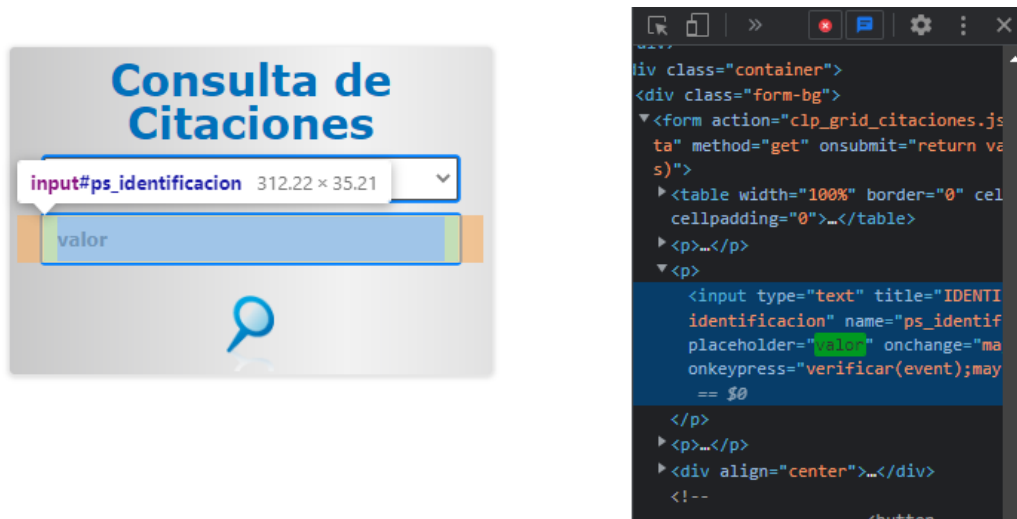 Consulta de
Citaciones
input#ps_identificacion 312.22 × 35.21
valor
div class="container">
<div class="form-bg">
<form action="clp_grid_citaciones.js
ta" method="get" onsubmit="return va
s)">
<table width="100%" border="0" cel
cellpadding="0">…</table>
<p>…</p>
<p>
<input type="text" title="IDENTI
identificacion" name="ps_identif
placeholder="valor" onchange="ma
onkeypress="verificar(event);may
== $0
</p>
<p>…</p>
<div align="center">…</div>
<!--